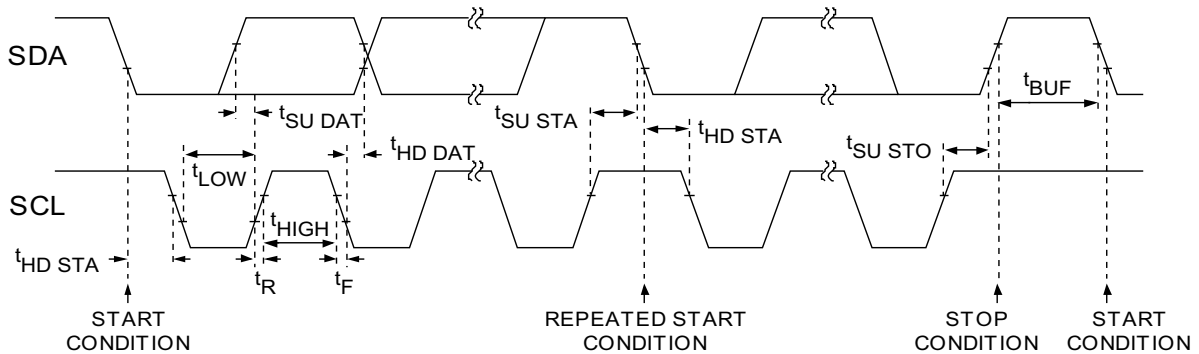 SDA
tBUF
tSU DAT
tSU STA
tHD STA
tHD DAT
tSU STO
tLOW
SCL
tHIGH
tHD STA
tR
tF
START
CONDITION
REPEATED START
CONDITION
STOP
CONDITION
START
CONDITION